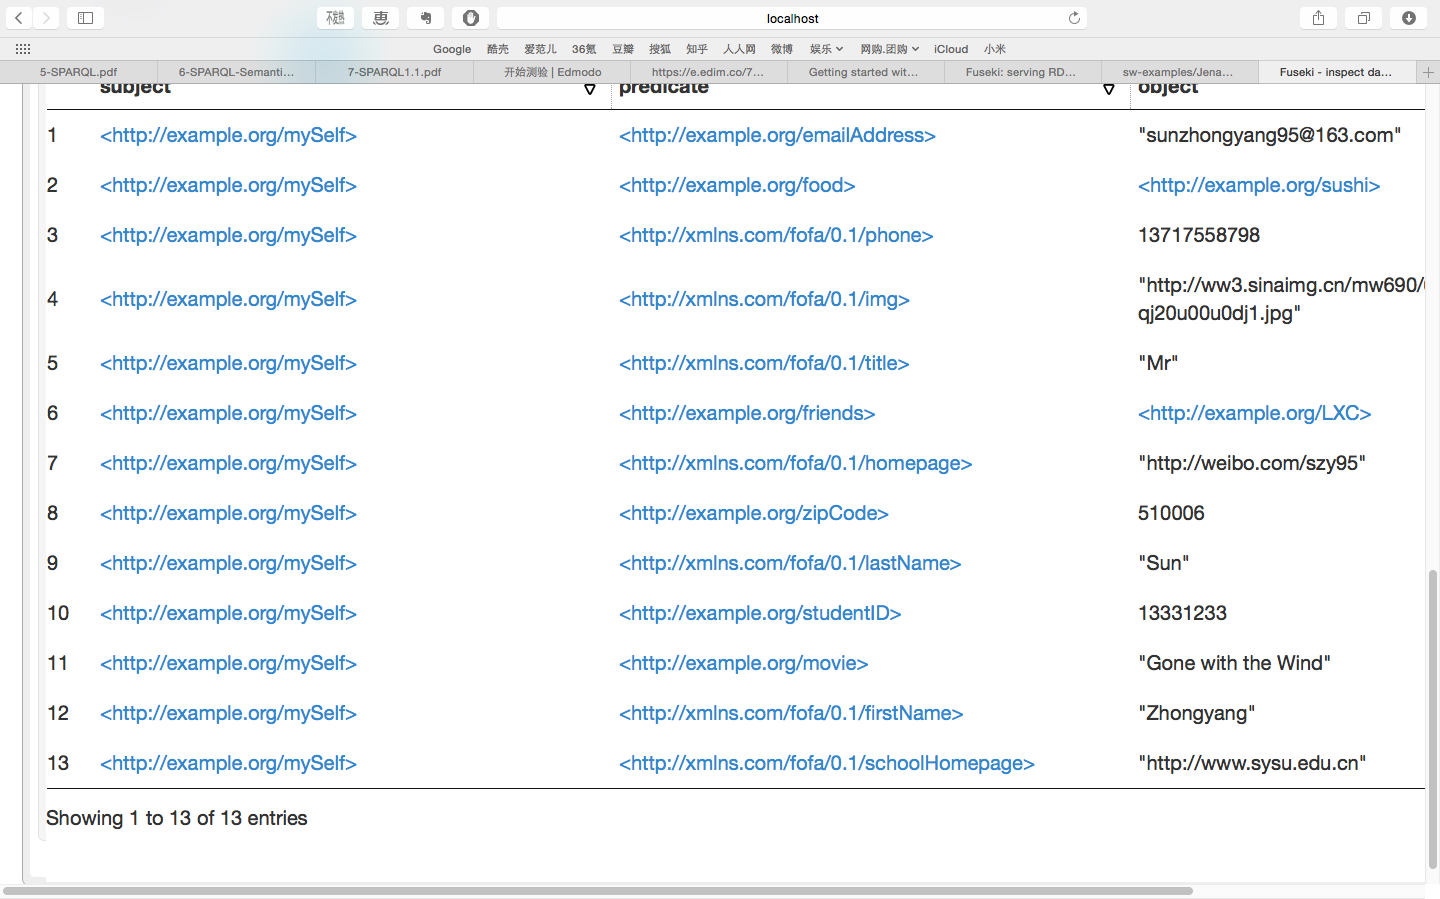 不熟 惠 localhost
Google 酷壳 爱范儿 36氪 豆瓣 搜狐 知乎 人人网 微博 娱乐 网购.团购 iCloud 小米
5-SPARQL.pdf 6-SPARQL-Semanti... 7-SPARQL1.1.pdf 开始测验 | Edmodo https://e.edim.co/7... Getting started wit... Fuseki: serving RD... sw-examples/Jena... Fuseki - inspect da...
subject predicate object
1 <http://example.org/mySelf> <http://example.org/emailAddress> "sunzhongyang95@163.com"
2 <http://example.org/mySelf> <http://example.org/food> <http://example.org/sushi>
3 <http://example.org/mySelf> <http://xmlns.com/fofa/0.1/phone> 13717558798
4 <http://example.org/mySelf> <http://xmlns.com/fofa/0.1/img> "http://ww3.sinaimg.cn/mw690/
qj20u00u0dj1.jpg"
5 <http://example.org/mySelf> <http://xmlns.com/fofa/0.1/title> "Mr"
6 <http://example.org/mySelf> <http://example.org/friends> <http://example.org/LXC>
7 <http://example.org/mySelf> <http://xmlns.com/fofa/0.1/homepage> "http://weibo.com/szy95"
8 <http://example.org/mySelf> <http://example.org/zipCode> 510006
9 <http://example.org/mySelf> <http://xmlns.com/fofa/0.1/lastName> "Sun"
10 <http://example.org/mySelf> <http://example.org/studentID> 13331233
11 <http://example.org/mySelf> <http://example.org/movie> "Gone with the Wind"
12 <http://example.org/mySelf> <http://xmlns.com/fofa/0.1/firstName> "Zhongyang"
13 <http://example.org/mySelf> <http://xmlns.com/fofa/0.1/schoolHomepage> "http://www.sysu.edu.cn"
Showing 1 to 13 of 13 entries